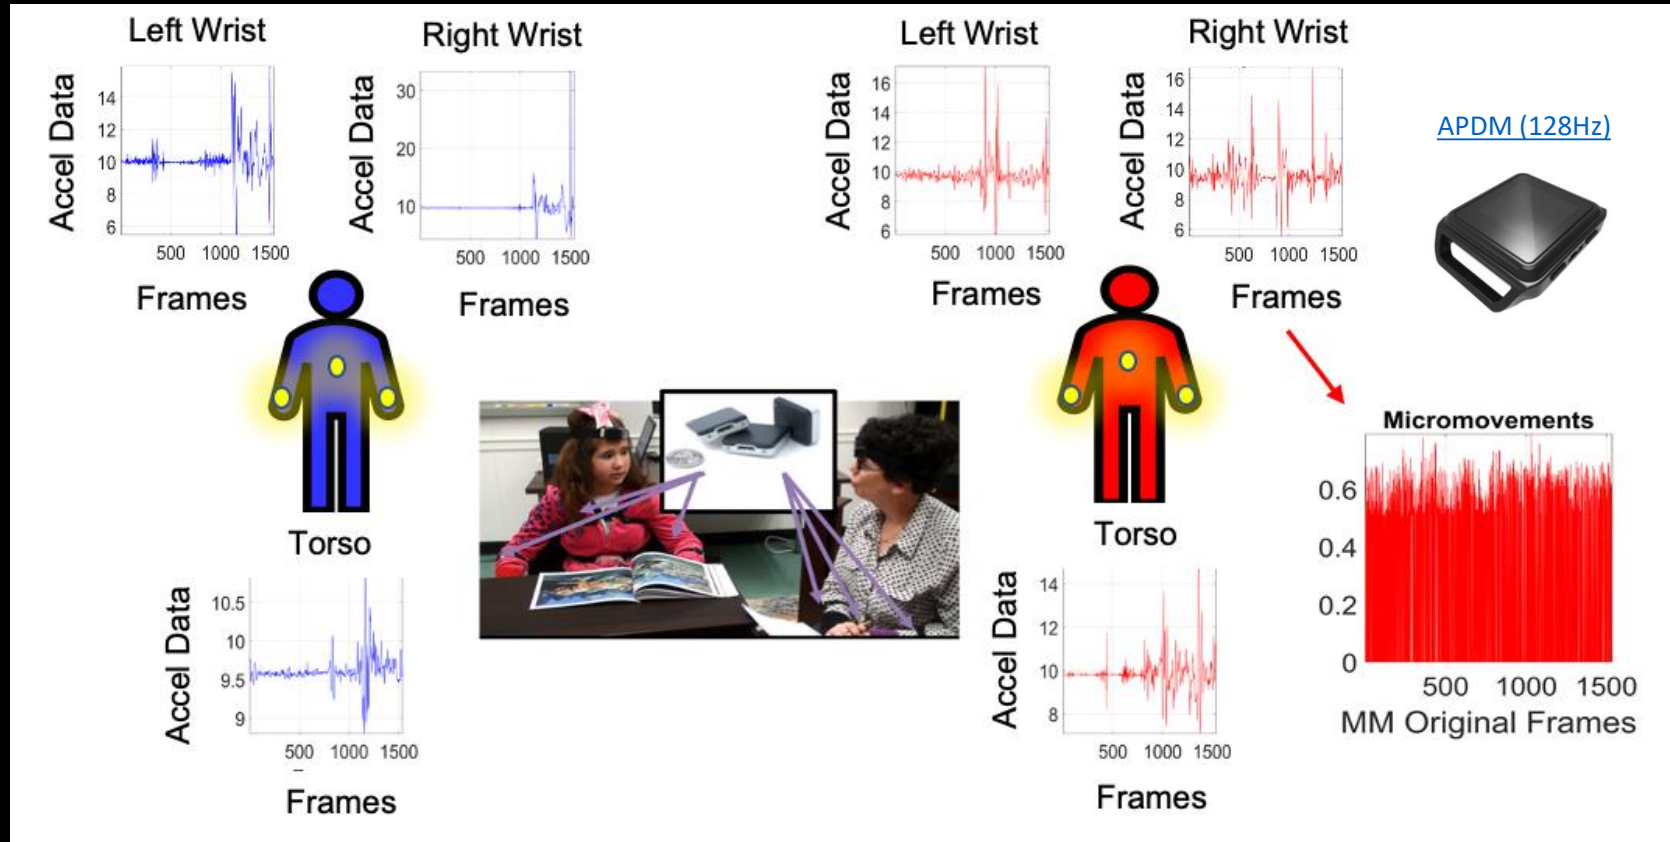 Left Wrist
Accel Data
14
12
10
8
6
500 1000 1500
Frames
Right Wrist
Accel Data
30
20
10
500 1000 1500
Frames
Torso
Accel Data
10.5
10
9.5
9
500 1000 1500
Frames
Left Wrist
Accel Data
16
14
12
10
8
6
500 1000 1500
Frames
Right Wrist
Accel Data
16
14
12
10
8
6
500 1000 1500
Frames
Torso
Accel Data
14
12
10
8
500 1000 1500
Frames
APDM (128Hz)
Micromovements
0.6
0.4
0.2
0
500 1000 1500
MM Original Frames